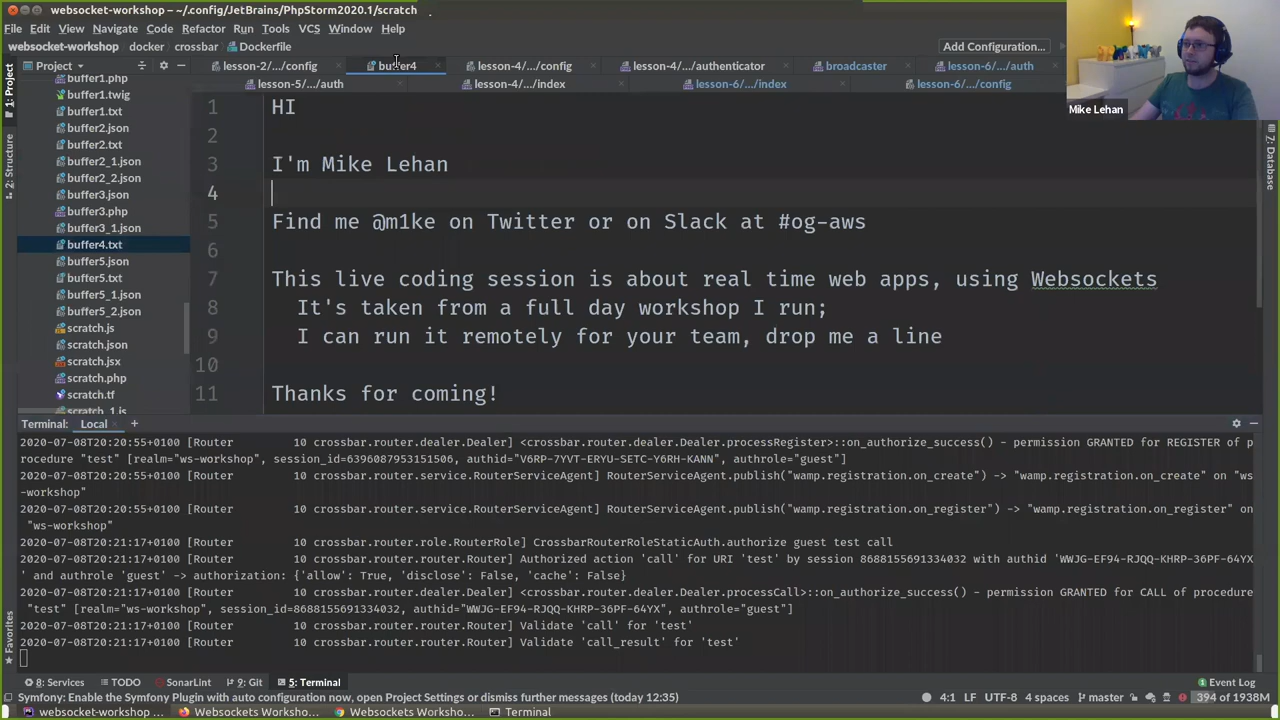 websocket-workshop – ~/.config/JetBrains/PhpStorm2020.1/scratch
File Edit View Navigate Code Refactor Run Tools VCS Window Help
websocket-workshop docker crossbar Dockerfile
Add Configuration...
Project
lesson-2/.../config
buffer4
lesson-4/.../config
lesson-4/.../authenticator
broadcaster
lesson-6/.../auth
lesson-5/.../auth
lesson-4/.../index
lesson-6/.../index
lesson-6/.../config
1: Project
2: Structure
Favorites
7: Database
Mike Lehan
buffer1.php
buffer1.twig
buffer1.txt
buffer2.json
buffer2.txt
buffer2_1.json
buffer2_2.json
buffer3.json
buffer3.php
buffer3_1.json
buffer4.txt
buffer5.json
buffer5.txt
buffer5_1.json
buffer5_2.json
scratch.js
scratch.json
scratch.jsx
scratch.php
scratch.tf
scratch_1.js
1 HI
2
3 I'm Mike Lehan
4
5 Find me @m1ke on Twitter or on Slack at #og-aws
6
7 This live coding session is about real time web apps, using Websockets
8 It's taken from a full day workshop I run;
9 I can run it remotely for your team, drop me a line
10
11 Thanks for coming!
Terminal: Local
2020-07-08T20:20:55+0100 [Router 10 crossbar.router.dealer.Dealer] <crossbar.router.dealer.Dealer.processRegister>::on_authorize_success() - permission GRANTED for REGISTER of p
rocedure "test" [realm="ws-workshop", session_id=6396087953151506, authid="V6RP-7YVT-ERYU-SETC-Y6RH-KANN", authrole="guest"]
2020-07-08T20:20:55+0100 [Router 10 crossbar.router.service.RouterServiceAgent] RouterServiceAgent.publish("wamp.registration.on_create") -> "wamp.registration.on_create" on "ws
-workshop"
2020-07-08T20:20:55+0100 [Router 10 crossbar.router.service.RouterServiceAgent] RouterServiceAgent.publish("wamp.registration.on_register") -> "wamp.registration.on_register" on
"ws-workshop"
2020-07-08T20:21:17+0100 [Router 10 crossbar.router.role.RouterRole] CrossbarRouterRoleStaticAuth.authorize guest test call
2020-07-08T20:21:17+0100 [Router 10 crossbar.router.router.Router] Authorized action 'call' for URI 'test' by session 8688155691334032 with authid 'WWJG-EF94-RJQQ-KHRP-36PF-64YX
' and authrole 'guest' -> authorization: {'allow': True, 'disclose': False, 'cache': False}
2020-07-08T20:21:17+0100 [Router 10 crossbar.router.dealer.Dealer] <crossbar.router.dealer.Dealer.processCall>::on_authorize_success() - permission GRANTED for CALL of procedure
"test" [realm="ws-workshop", session_id=8688155691334032, authid="WWJG-EF94-RJQQ-KHRP-36PF-64YX", authrole="guest"]
2020-07-08T20:21:17+0100 [Router 10 crossbar.router.router.Router] Validate 'call' for 'test'
2020-07-08T20:21:17+0100 [Router 10 crossbar.router.router.Router] Validate 'call_result' for 'test'
8: Services TODO SonarLint 9: Git 5: Terminal Event Log
Symfony: Enable the Symfony Plugin with auto configuration now, open Project Settings or dismiss further messages (today 12:35) 4:1 LF UTF-8 4 spaces master 394 of 1938M
websocket-workshop ... Websockets Worksho... Websockets Worksho... Terminal